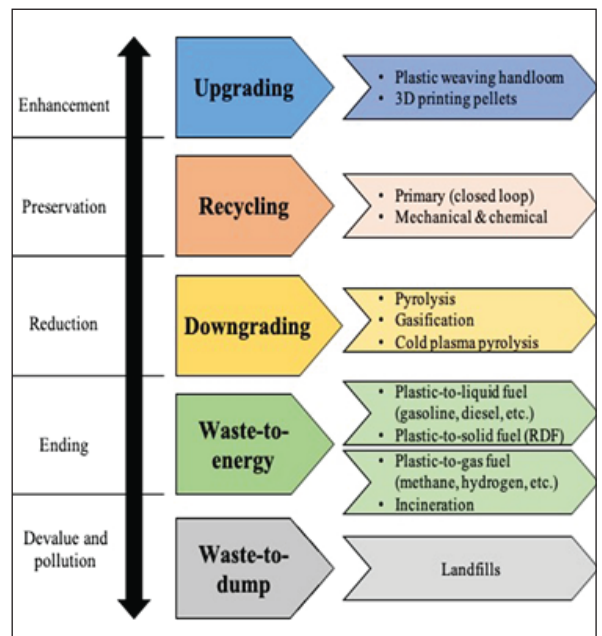 Enhancement
Upgrading
• Plastic weaving handloom
• 3D printing pellets
Preservation
Recycling
• Primary (closed loop)
• Mechanical & chemical
Reduction
Downgrading
• Pyrolysis
• Gasification
• Cold plasma pyrolysis
Ending
Waste-to-
energy
• Plastic-to-liquid fuel
(gasoline, diesel, etc.)
• Plastic-to-solid fuel (RDF)
• Plastic-to-gas fuel
(methane, hydrogen, etc.)
• Incineration
Devalue and
pollution
Waste-to-
dump
Landfills